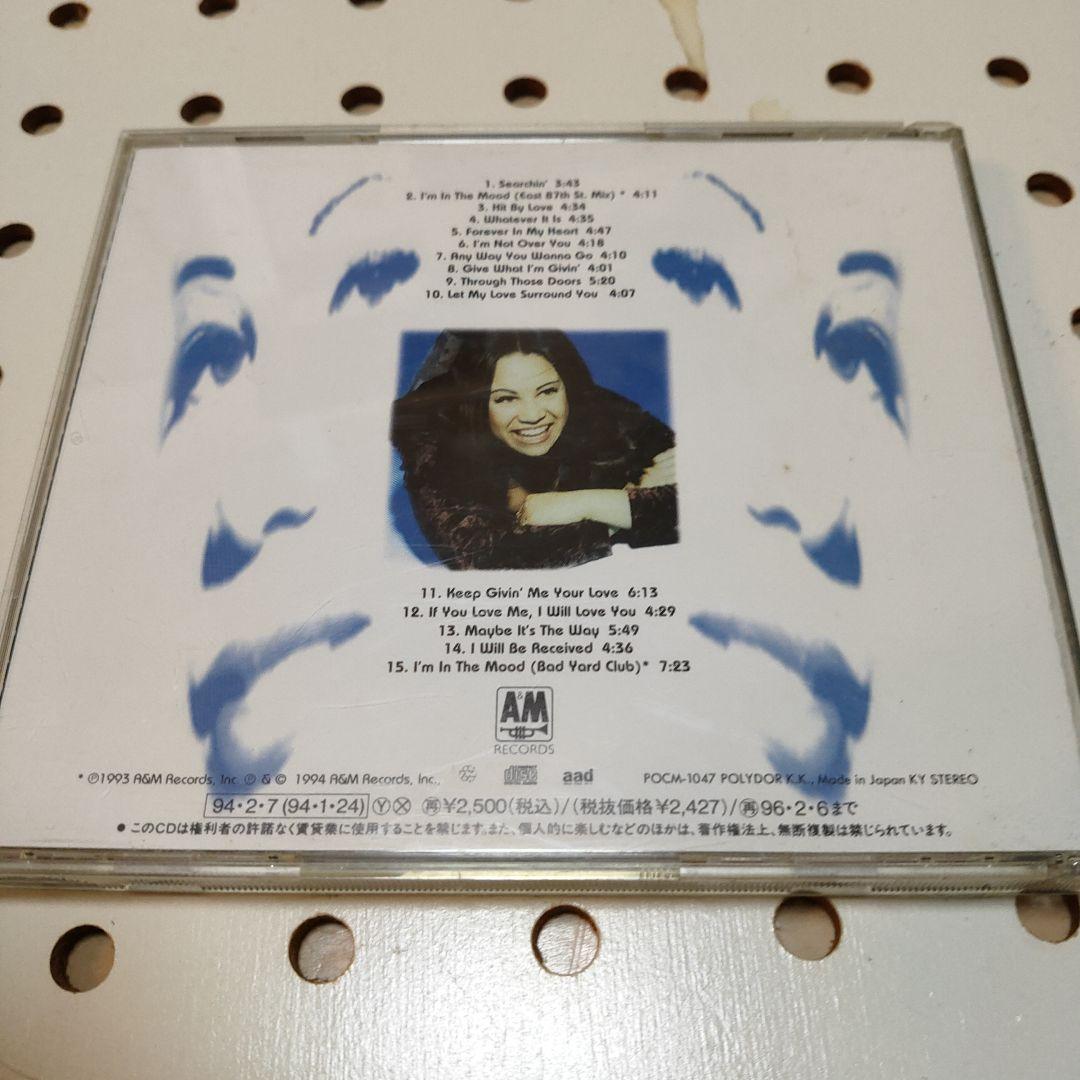 1. Searchin' 3:43
2. I'm In The Mood (East 87th St. Mix) * 4:11
3. Hit By Love 4:34
4. Whatever It Is 4:35
5. Forever In My Heart 4:47
6. I'm Not Over You 4:18
7. Any Way You Wanna Go 4:10
8. Give What I'm Givin' 4:01
9. Through Those Doors 5:20
10. Let My Love Surround You 4:07
11. Keep Givin' Me Your Love 6:13
12. If You Love Me, I Will Love You 4:29
13. Maybe It's The Way 5:49
14. I Will Be Received 4:36
15. I'm In The Mood (Bad Yard Club)* 7:23
A&M
RECORDS
* ℗1993 A&M Records, Inc. ℗ & © 1994 A&M Records, Inc., disc aad POCM-1047 POLYDOR K.K., Made in Japan KY STEREO
94・2・7(94・1・24) Ⓨ Ⓧ ㊢¥2,500(税込)/(税抜価格¥2,427)/㊢96・2・6まで
●このCDは権利者の許諾なく賃貸業に使用することを禁じます。また、個人的に楽しむなどのほかは、著作権法上、無断複製は禁じられています。